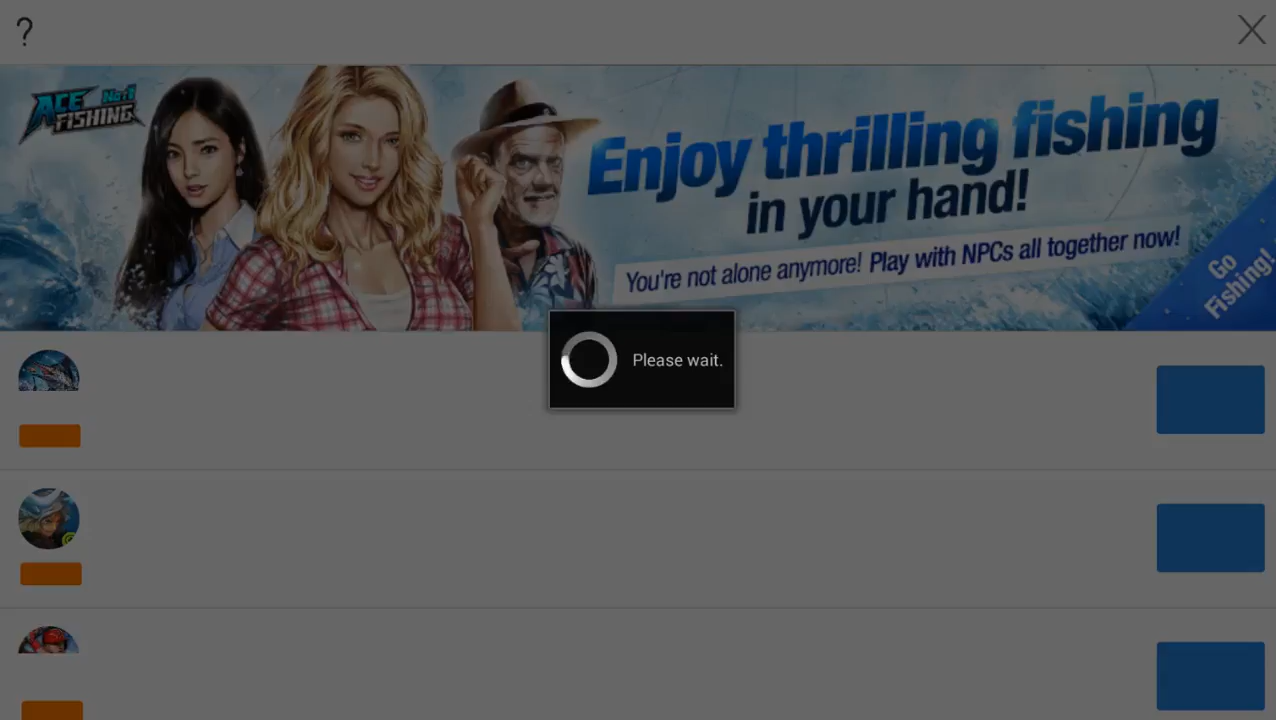 ?
ACE No.1
FISHING
Enjoy thrilling fishing
in your hand!
You're not alone anymore! Play with NPCs all together now!
Go
Fishing!
Please wait.